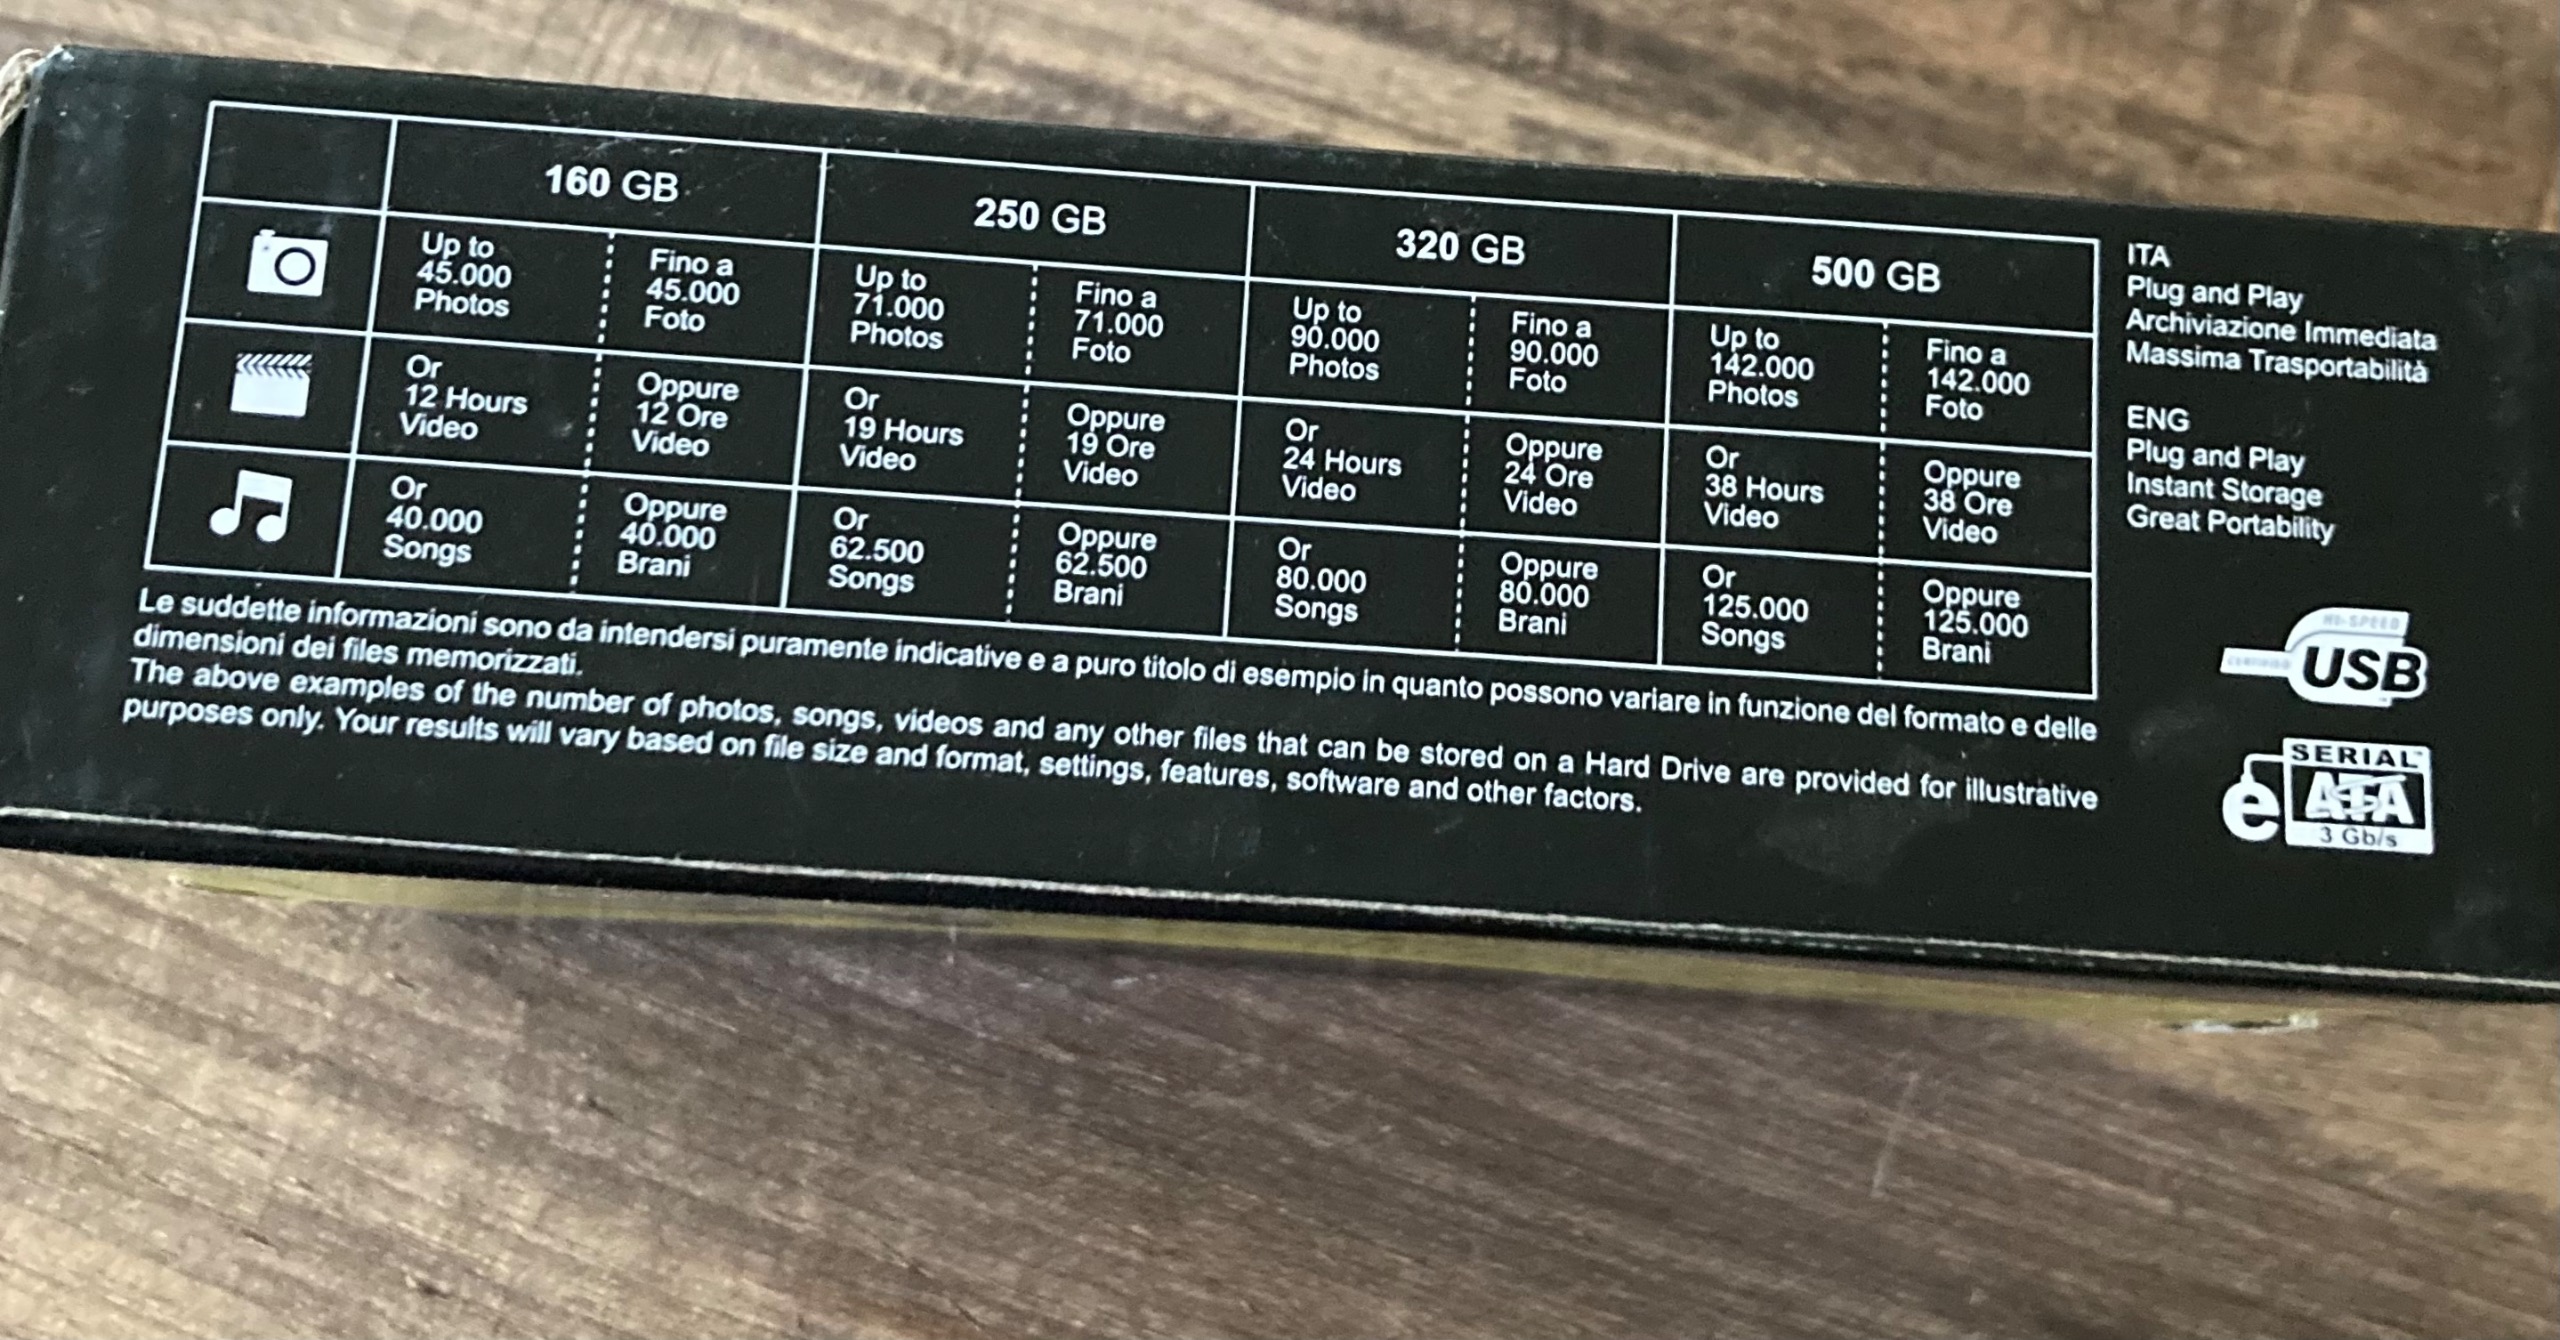 160 GB
250 GB
320 GB
500 GB
Up to
45.000
Photos
Fino a
45.000
Foto
Up to
71.000
Photos
Fino a
71.000
Foto
Up to
90.000
Photos
Fino a
90.000
Foto
Up to
142.000
Photos
Fino a
142.000
Foto
Or
12 Hours
Video
Oppure
12 Ore
Video
Or
19 Hours
Video
Oppure
19 Ore
Video
Or
24 Hours
Video
Oppure
24 Ore
Video
Or
38 Hours
Video
Oppure
38 Ore
Video
Or
40.000
Songs
Oppure
40.000
Brani
Or
62.500
Songs
Oppure
62.500
Brani
Or
80.000
Songs
Oppure
80.000
Brani
Or
125.000
Songs
Oppure
125.000
Brani
Le suddette informazioni sono da intendersi puramente indicative e a puro titolo di esempio in quanto possono variare in funzione del formato e delle
dimensioni dei files memorizzati.
The above examples of the number of photos, songs, videos and any other files that can be stored on a Hard Drive are provided for illustrative
purposes only. Your results will vary based on file size and format, settings, features, software and other factors.
ITA
Plug and Play
Archiviazione Immediata
Massima Trasportabilità
ENG
Plug and Play
Instant Storage
Great Portability
HI-SPEED
CERTIFIED
USB
SERIAL
e ATA
3 Gb/s